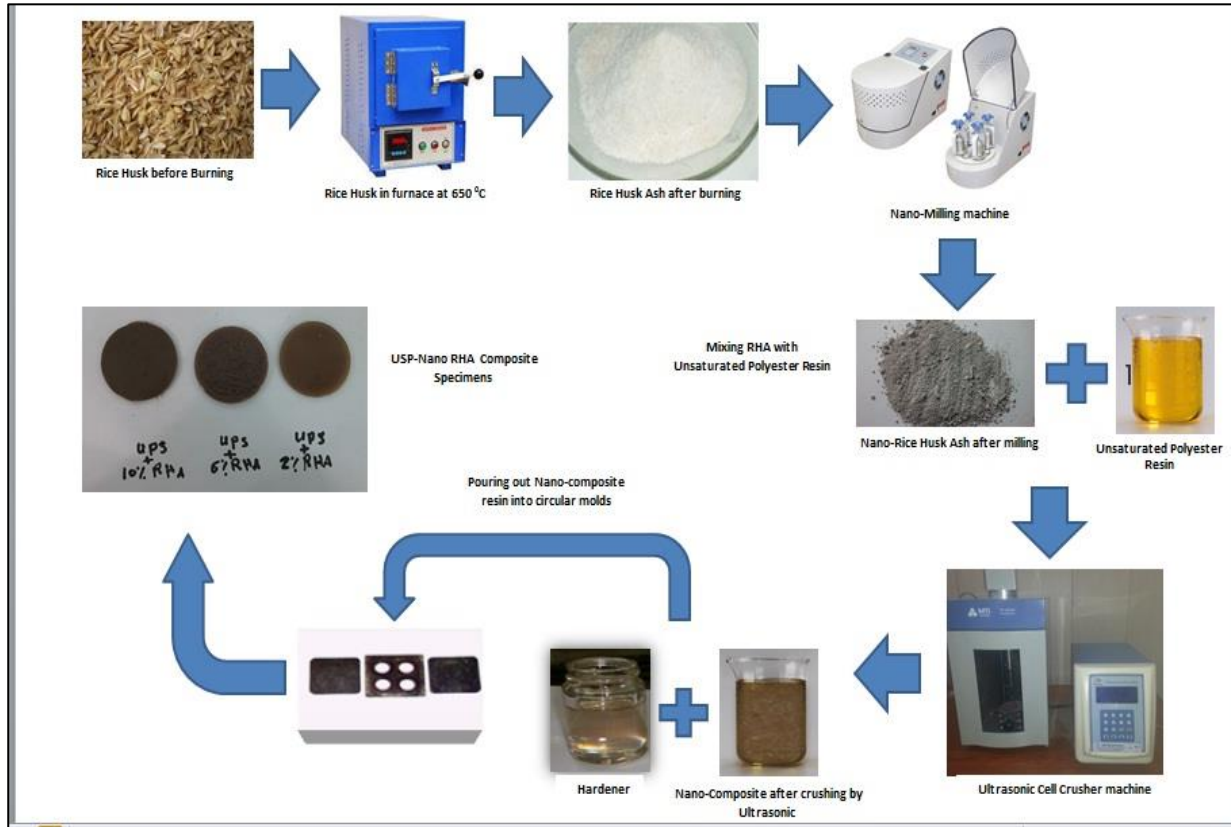 Rice Husk before Burning
Rice Husk in furnace at 650 ⁰C
Rice Husk Ash after burning
Nano-Milling machine
Mixing RHA with
Unsaturated Polyester Resin
Nano-Rice Husk Ash after milling
Unsaturated Polyester
Resin
Ultrasonic Cell Crusher machine
Nano-Composite after crushing by
Ultrasonic
Hardener
Pouring out Nano-composite
resin into circular molds
USP-Nano RHA Composite
Specimens
UPS
+
10% RHA
UPS
+
6% RHA
UPS
+
2% RHA